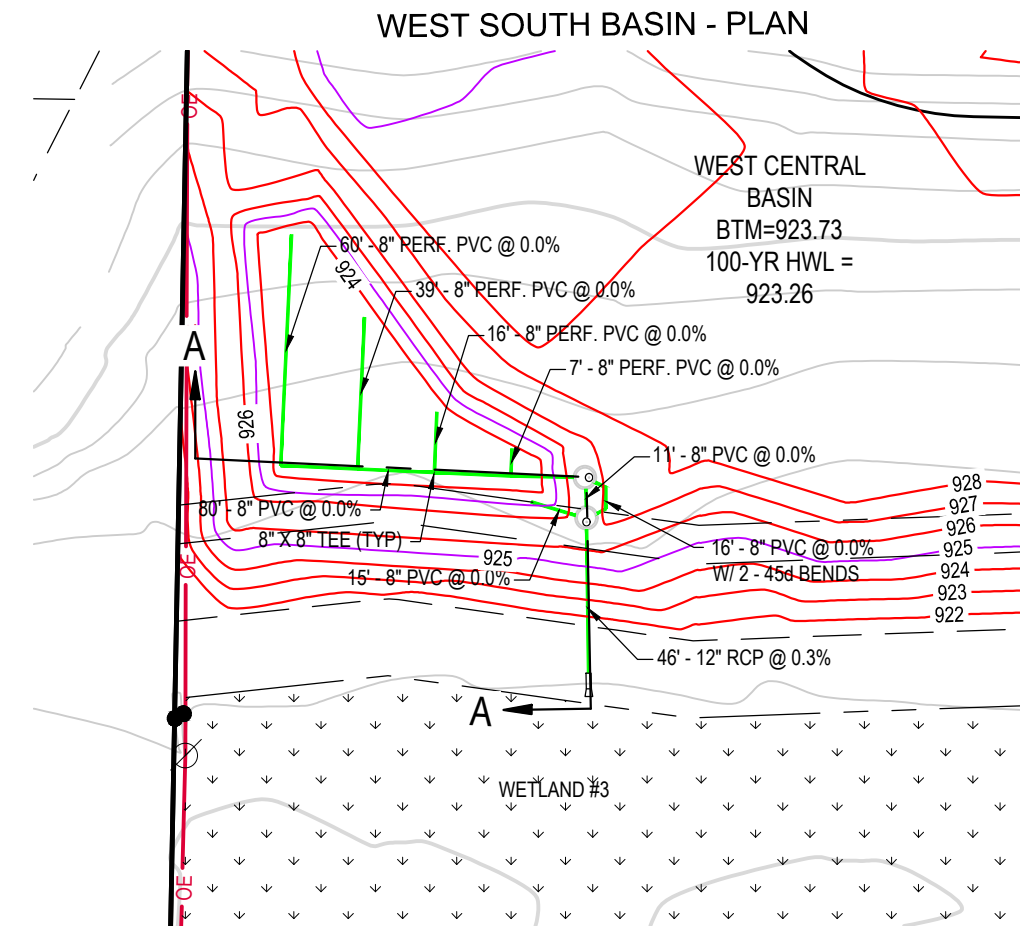 WEST SOUTH BASIN - PLAN
OE
WEST CENTRAL
BASIN
BTM=923.73
100-YR HWL =
923.26
60' - 8" PERF. PVC @ 0.0%
924
39' - 8" PERF. PVC @ 0.0%
16' - 8" PERF. PVC @ 0.0%
A
7' - 8" PERF. PVC @ 0.0%
926
11' - 8" PVC @ 0.0%
928
927
926
925
924
923
922
80' - 8" PVC @ 0.0%
8" X 8" TEE (TYP)
925
16' - 8" PVC @ 0.0%
W/ 2 - 45d BENDS
OE
15' - 8" PVC @ 0.0%
46' - 12" RCP @ 0.3%
A
WETLAND #3
OE